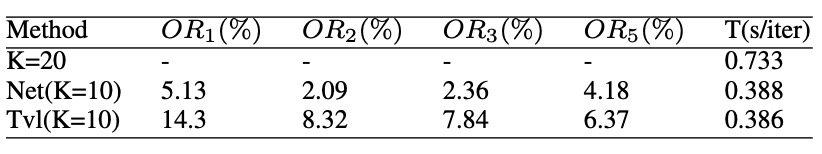 Method OR1(%) OR2(%) OR3(%) OR5(%) T(s/iter)
K=20 - - - - 0.733
Net(K=10) 5.13 2.09 2.36 4.18 0.388
Tvl(K=10) 14.3 8.32 7.84 6.37 0.386